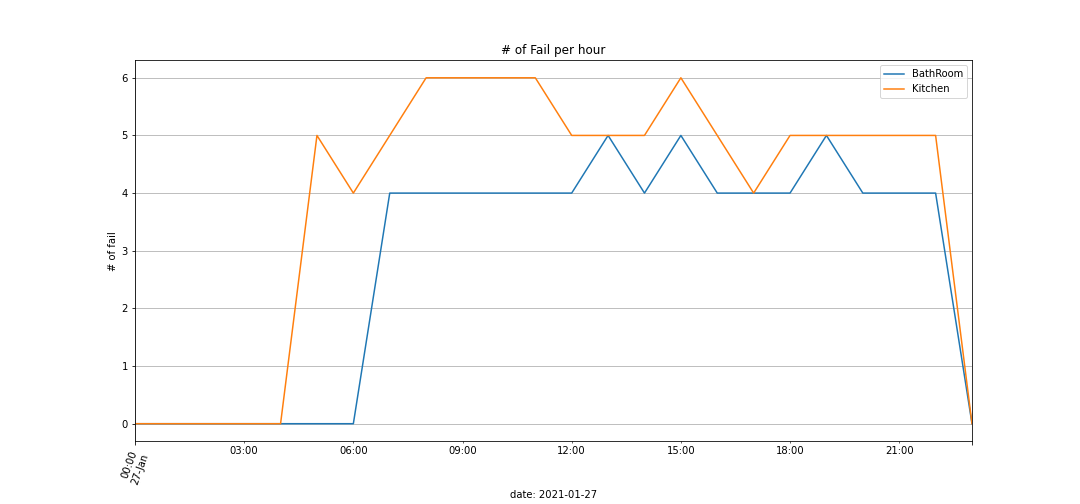 # of Fail per hour
BathRoom
Kitchen
# of fail
6
5
4
3
2
1
0
00:00
27-Jan
03:00
06:00
09:00
12:00
15:00
18:00
21:00
date: 2021-01-27